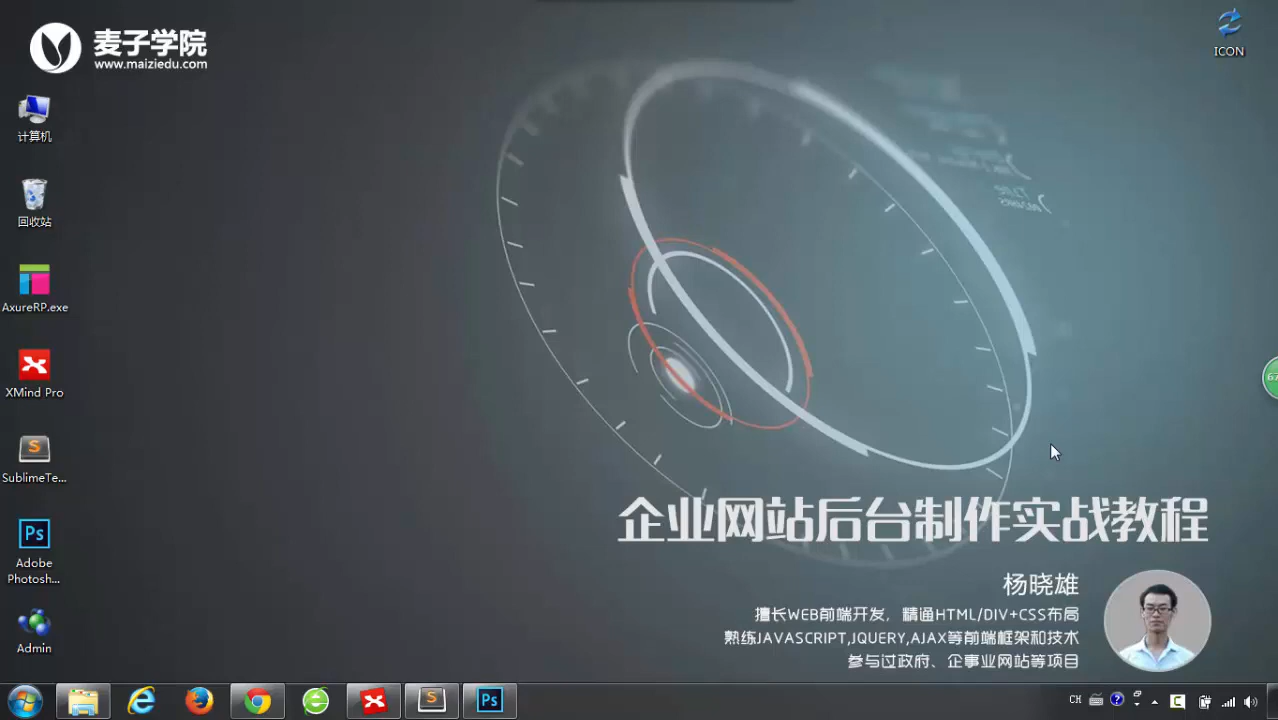 麦子学院
www.maiziedu.com
ICON
计算机
回收站
AxureRP.exe
XMind Pro
SublimeTe...
Ps
Adobe
Photosh...
Admin
67
企业网站后台制作实战教程
杨晓雄
擅长WEB前端开发，精通HTML/DIV+CSS布局
熟练JAVASCRIPT,JQUERY,AJAX等前端框架和技术
参与过政府、企事业网站等项目
Ps
CH